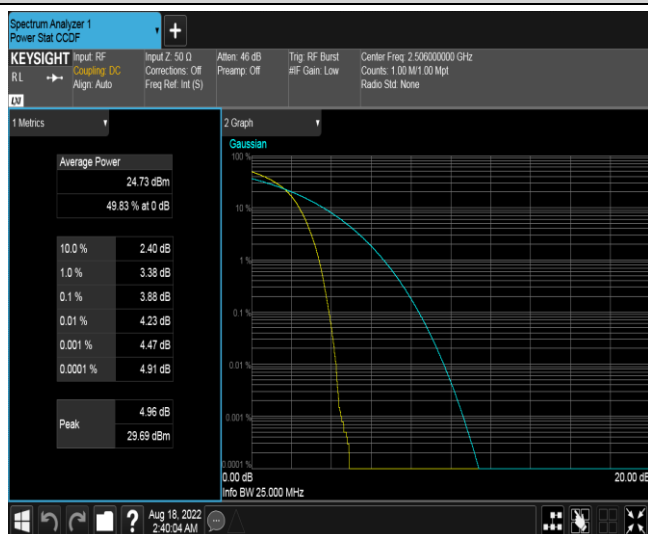 Spectrum Analyzer 1
Power Stat CCDF
KEYSIGHT
RL
LXI
Input: RF
Coupling: DC
Align: Auto
Input Z: 50 Ω
Corrections: Off
Freq Ref: Int (S)
Atten: 46 dB
Preamp: Off
Trig: RF Burst
#IF Gain: Low
Center Freq: 2.506000000 GHz
Counts: 1.00 M/1.00 Mpt
Radio Std: None
1 Metrics
Average Power
24.73 dBm
49.83 % at 0 dB
10.0 % 2.40 dB
1.0 % 3.38 dB
0.1 % 3.88 dB
0.01 % 4.23 dB
0.001 % 4.47 dB
0.0001 % 4.91 dB
Peak
4.96 dB
29.69 dBm
2 Graph
Gaussian
100 %
10 %
1 %
0.1 %
0.01 %
0.001 %
0.0001 %
0.00 dB 20.00 dB
Info BW 25.000 MHz
Aug 18, 2022
2:40:04 AM